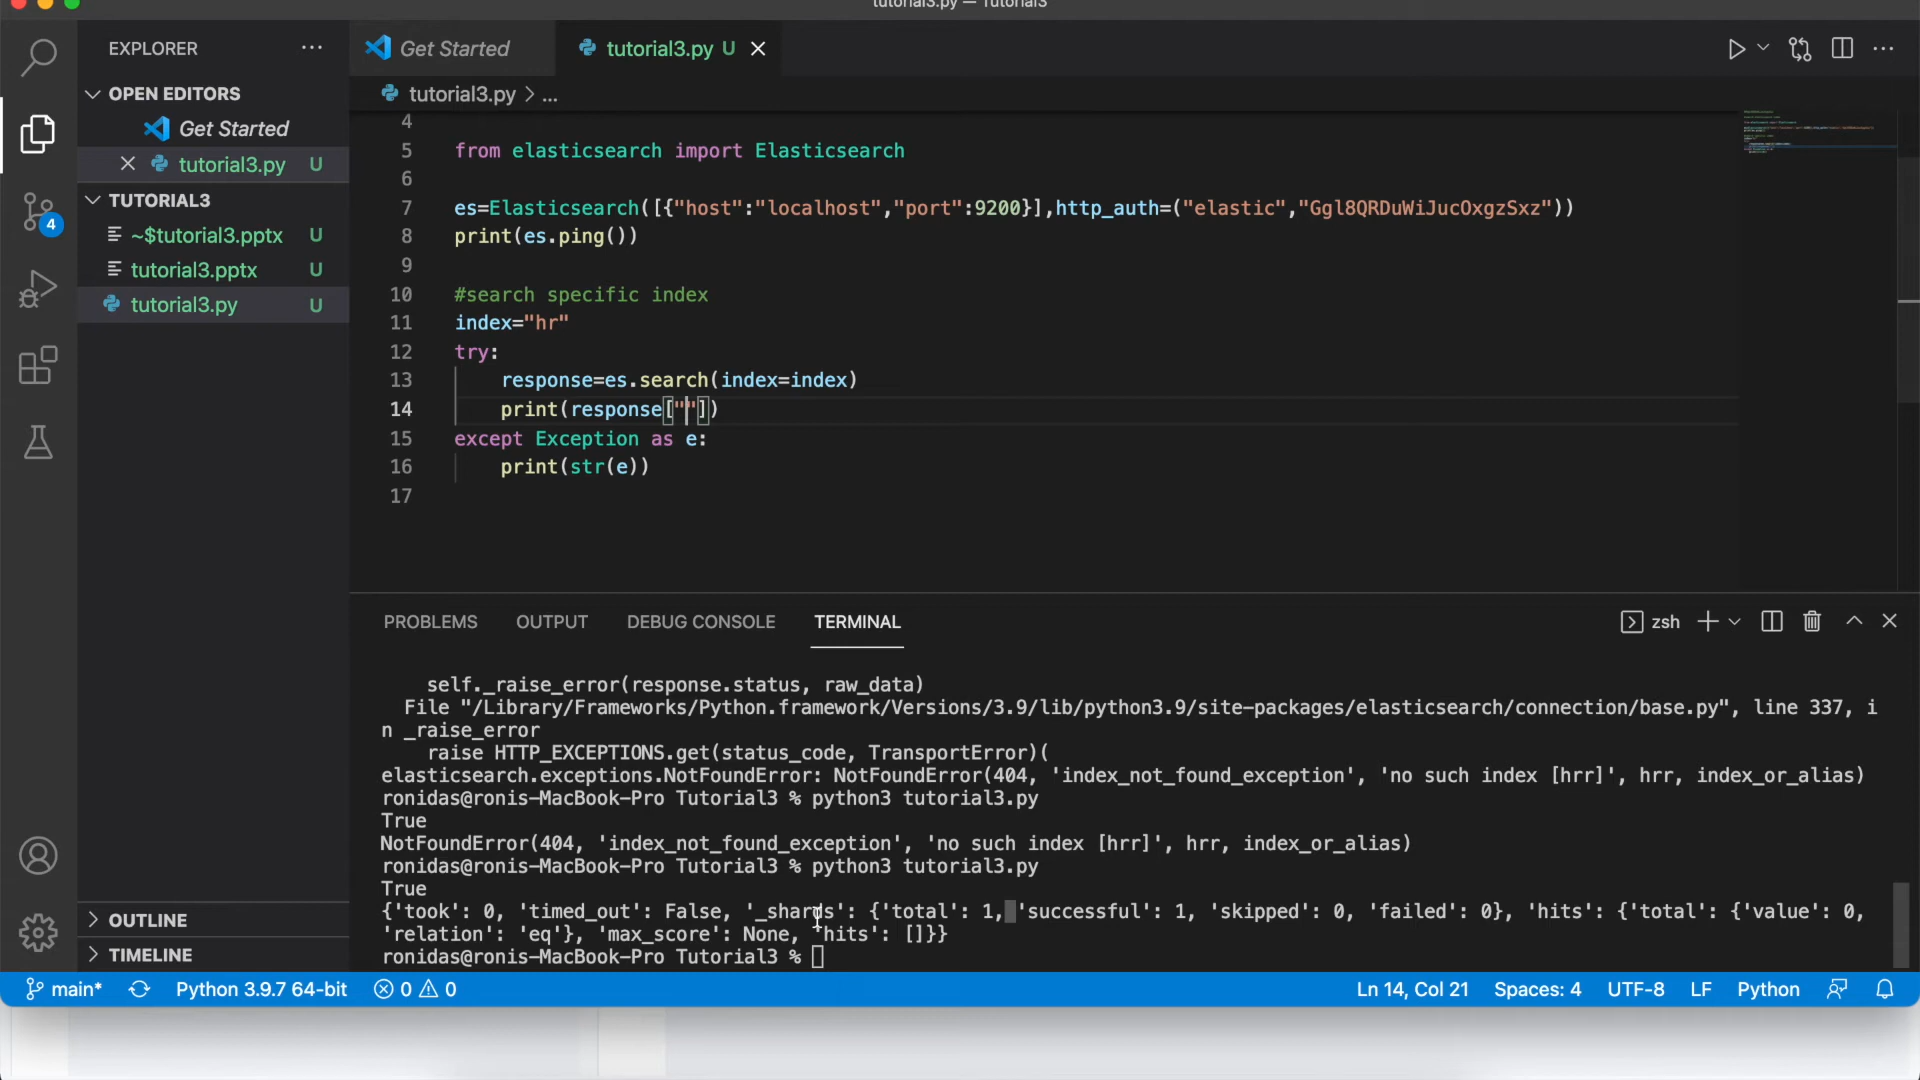 tutorial3.py — Tutorial3
EXPLORER
Get Started
tutorial3.py U
OPEN EDITORS
Get Started
tutorial3.py U
TUTORIAL3
~$tutorial3.pptx U
tutorial3.pptx U
tutorial3.py U
4
OUTLINE
TIMELINE
tutorial3.py > ...
4
5 from elasticsearch import Elasticsearch
6
7 es=Elasticsearch([{"host":"localhost","port":9200}],http_auth=("elastic","Ggl8QRDuWiJucOxgzSxz"))
8 print(es.ping())
9
10 #search specific index
11 index="hr"
12 try:
13 response=es.search(index=index)
14 print(response[""])
15 except Exception as e:
16 print(str(e))
17
PROBLEMS OUTPUT DEBUG CONSOLE TERMINAL
zsh
self._raise_error(response.status, raw_data)
File "/Library/Frameworks/Python.framework/Versions/3.9/lib/python3.9/site-packages/elasticsearch/connection/base.py", line 337, i
n _raise_error
raise HTTP_EXCEPTIONS.get(status_code, TransportError)(
elasticsearch.exceptions.NotFoundError: NotFoundError(404, 'index_not_found_exception', 'no such index [hrr]', hrr, index_or_alias)
ronidas@ronis-MacBook-Pro Tutorial3 % python3 tutorial3.py
True
NotFoundError(404, 'index_not_found_exception', 'no such index [hrr]', hrr, index_or_alias)
ronidas@ronis-MacBook-Pro Tutorial3 % python3 tutorial3.py
True
{'took': 0, 'timed_out': False, '_shards': {'total': 1, 'successful': 1, 'skipped': 0, 'failed': 0}, 'hits': {'total': {'value': 0,
'relation': 'eq'}, 'max_score': None, 'hits': []}}
ronidas@ronis-MacBook-Pro Tutorial3 %
main* Python 3.9.7 64-bit 0 0 Ln 14, Col 21 Spaces: 4 UTF-8 LF Python